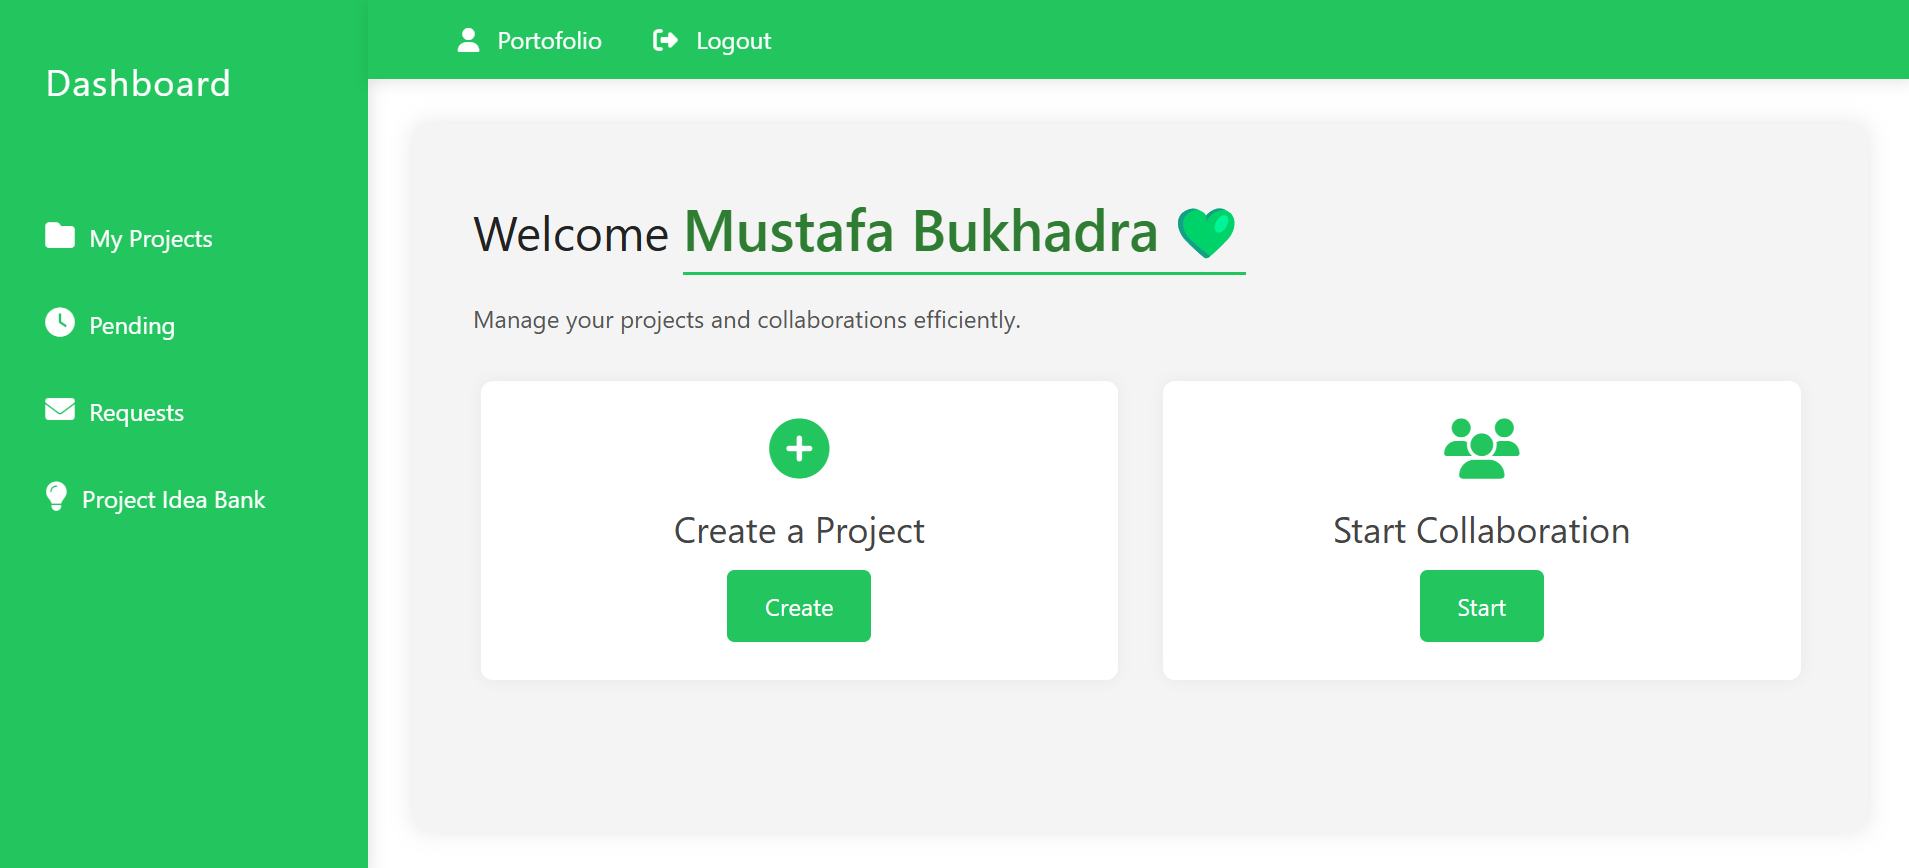 Dashboard
My Projects
Pending
Requests
Project Idea Bank
Portofolio
Logout
Welcome Mustafa Bukhadra 💚
Manage your projects and collaborations efficiently.
Create a Project
Create
Start Collaboration
Start